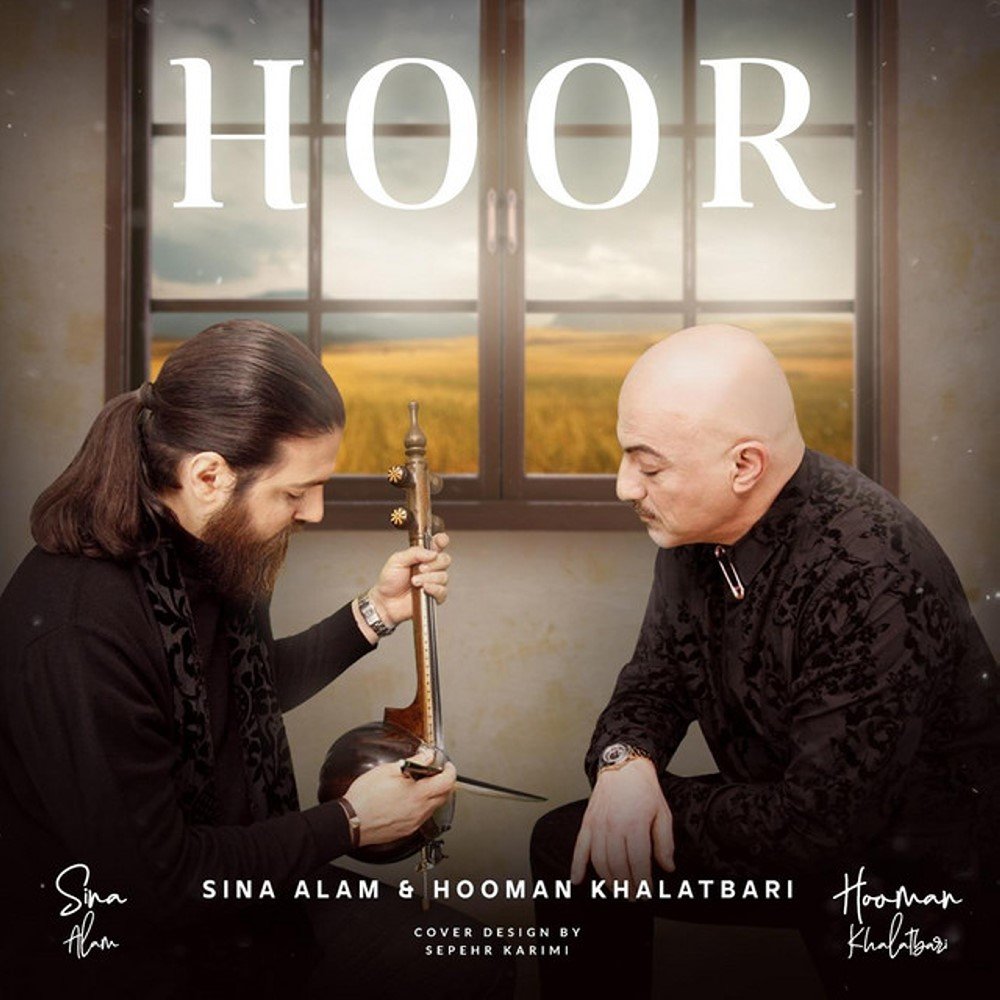 HOOR
Sina
Alam
SINA ALAM & HOOMAN KHALATBARI
Hooman
Khalatbari
COVER DESIGN BY
SEPEHR KARIMI